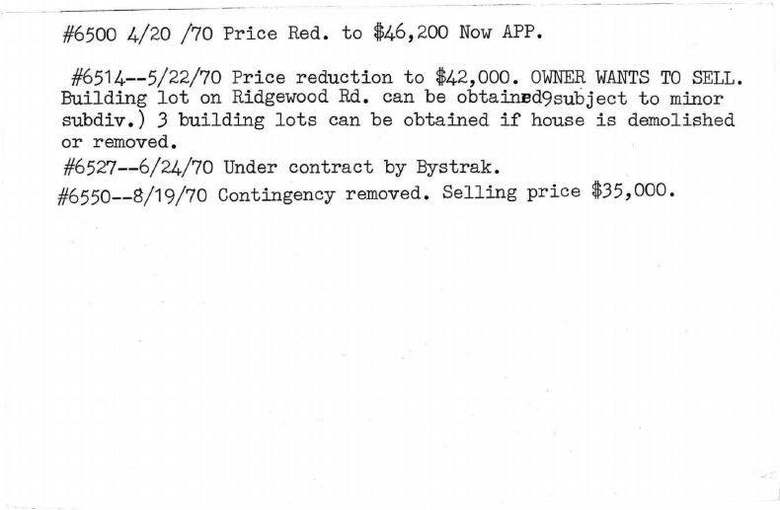 #6500 4/20 /70 Price Red. to $46,200 Now APP.
#6514--5/22/70 Price reduction to $42,000. OWNER WANTS TO SELL.
Building lot on Ridgewood Rd. can be obtained9subject to minor
subdiv.) 3 building lots can be obtained if house is demolished
or removed.
#6527--6/24/70 Under contract by Bystrak.
#6550--8/19/70 Contingency removed. Selling price $35,000.